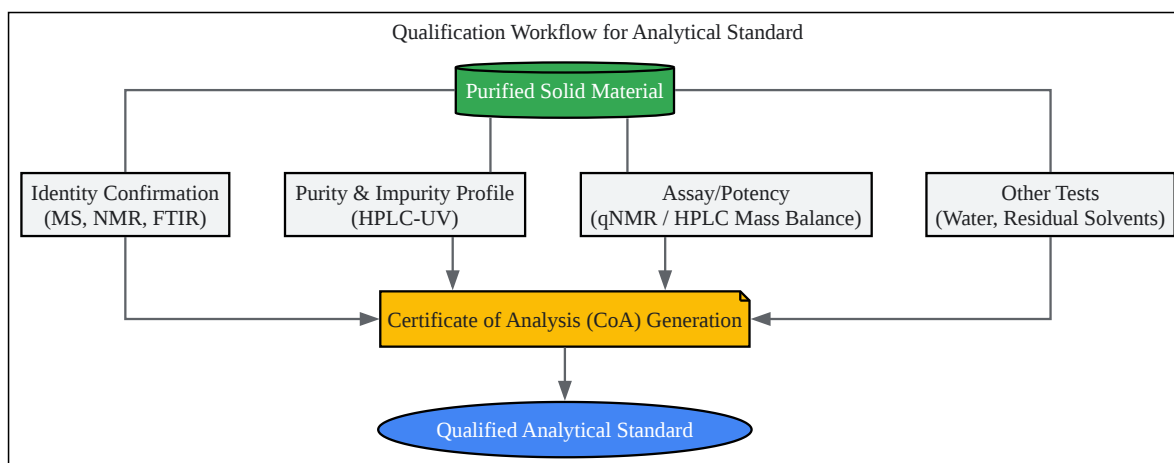 Qualification Workflow for Analytical Standard
Purified Solid Material
Identity Confirmation
(MS, NMR, FTIR)
Purity & Impurity Profile
(HPLC-UV)
Assay/Potency
(qNMR / HPLC Mass Balance)
Other Tests
(Water, Residual Solvents)
Certificate of Analysis (CoA) Generation
Qualified Analytical Standard